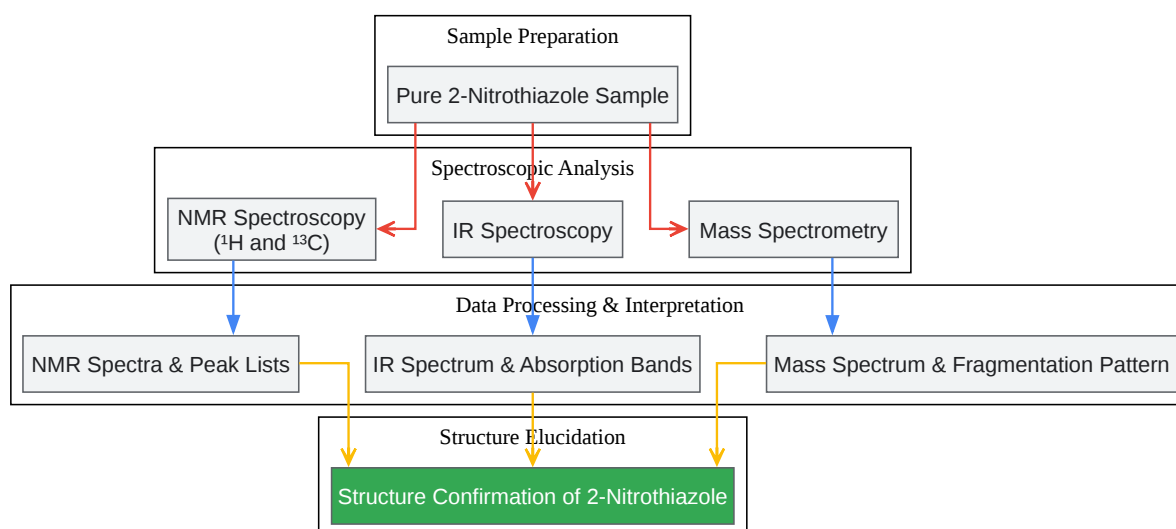 Sample Preparation
Pure 2-Nitrothiazole Sample
Spectroscopic Analysis
NMR Spectroscopy
(¹H and ¹³C)
IR Spectroscopy
Mass Spectrometry
Data Processing & Interpretation
NMR Spectra & Peak Lists
IR Spectrum & Absorption Bands
Mass Spectrum & Fragmentation Pattern
Structure Elucidation
Structure Confirmation of 2-Nitrothiazole